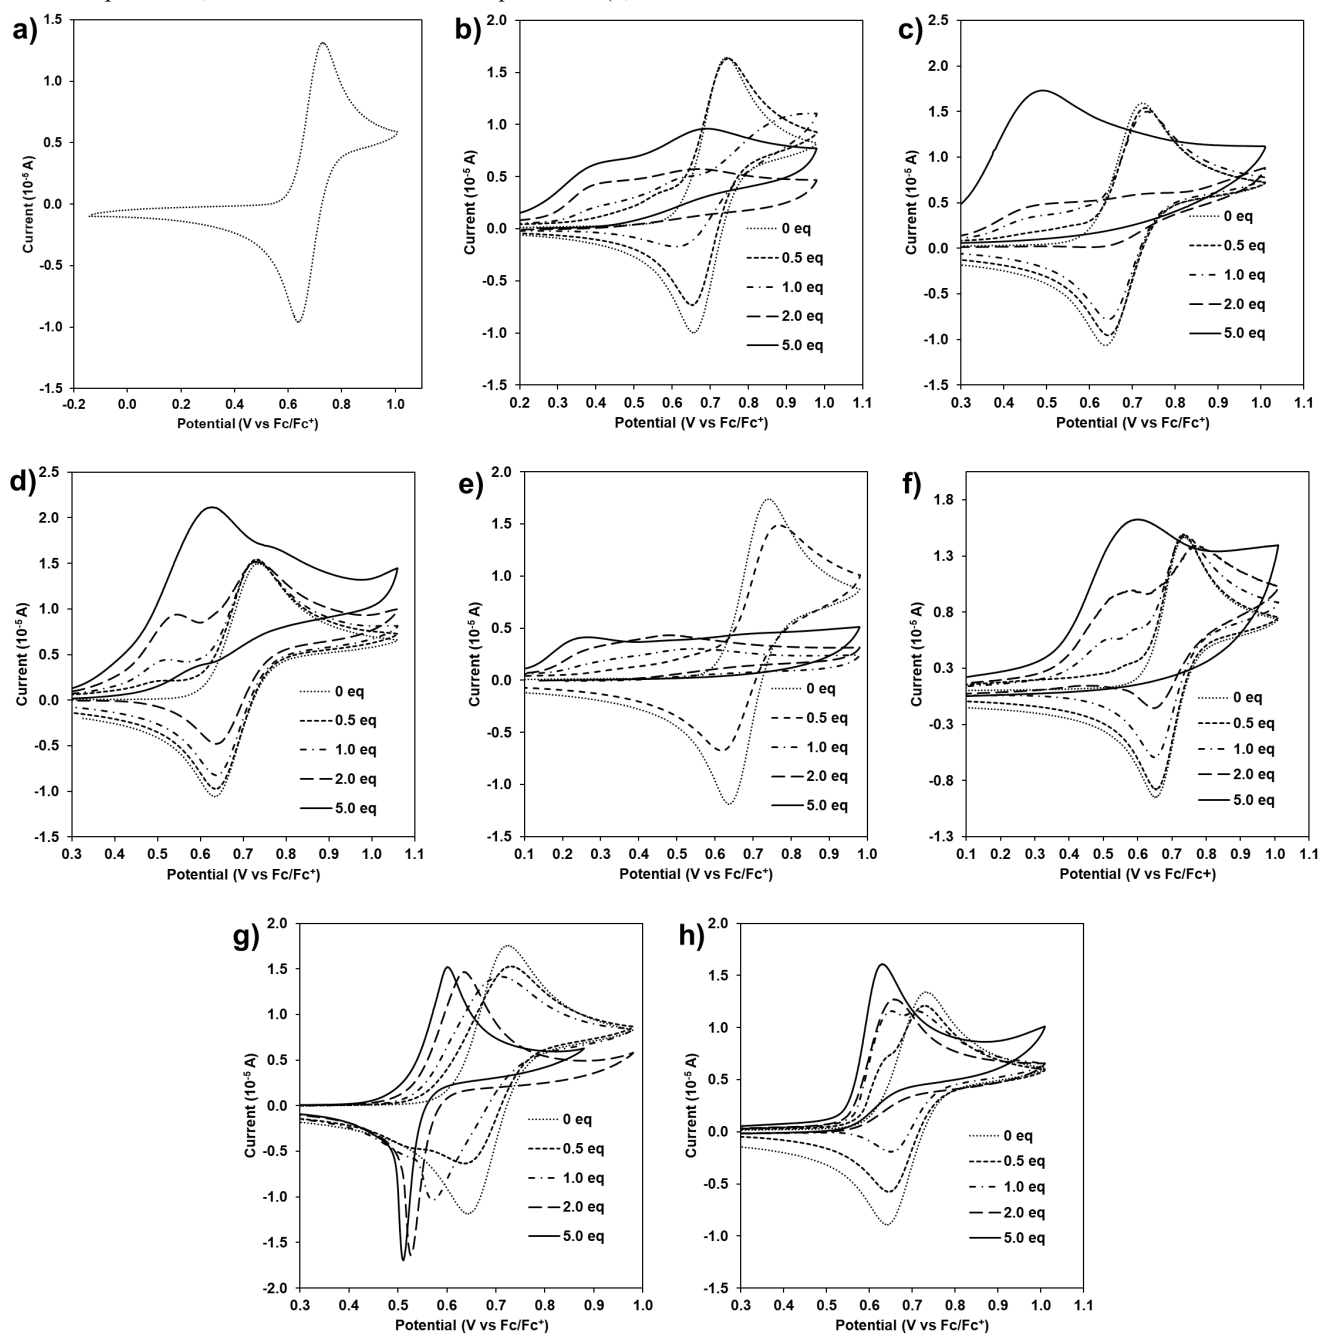 a)
1.5
1.0
0.5
0.0
-0.5
-1.0
-1.5
Current (10⁻⁵ A)
-0.2 0.0 0.2 0.4 0.6 0.8 1.0
Potential (V vs Fc/Fc⁺)
b)
2.0
1.5
1.0
0.5
0.0
-0.5
-1.0
-1.5
Current (10⁻⁵ A)
0 eq
0.5 eq
1.0 eq
2.0 eq
5.0 eq
0.2 0.3 0.4 0.5 0.6 0.7 0.8 0.9 1.0 1.1
Potential (V vs Fc/Fc⁺)
c)
2.5
2.0
1.5
1.0
0.5
0.0
-0.5
-1.0
-1.5
Current (10⁻⁵ A)
0 eq
0.5 eq
1.0 eq
2.0 eq
5.0 eq
0.3 0.4 0.5 0.6 0.7 0.8 0.9 1.0 1.1
Potential (V vs Fc/Fc⁺)
d)
2.5
2.0
1.5
1.0
0.5
0.0
-0.5
-1.0
-1.5
Current (10⁻⁵ A)
0 eq
0.5 eq
1.0 eq
2.0 eq
5.0 eq
0.3 0.4 0.5 0.6 0.7 0.8 0.9 1.0 1.1
Potential (V vs Fc/Fc⁺)
e)
2.0
1.5
1.0
0.5
0.0
-0.5
-1.0
-1.5
Current (10⁻⁵ A)
0 eq
0.5 eq
1.0 eq
2.0 eq
5.0 eq
0.1 0.2 0.3 0.4 0.5 0.6 0.7 0.8 0.9 1.0
Potential (V vs Fc/Fc⁺)
f)
1.8
1.3
0.8
0.3
-0.3
-0.8
-1.3
Current (10⁻⁵ A)
0 eq
0.5 eq
1.0 eq
2.0 eq
5.0 eq
0.1 0.2 0.3 0.4 0.5 0.6 0.7 0.8 0.9 1.0 1.1
Potential (V vs Fc/Fc+)
g)
2.0
1.5
1.0
0.5
0.0
-0.5
-1.0
-1.5
-2.0
Current (10⁻⁵ A)
0 eq
0.5 eq
1.0 eq
2.0 eq
5.0 eq
0.3 0.4 0.5 0.6 0.7 0.8 0.9 1.0
Potential (V vs Fc/Fc⁺)
h)
2.0
1.5
1.0
0.5
0.0
-0.5
-1.0
-1.5
Current (10⁻⁵ A)
0 eq
0.5 eq
1.0 eq
2.0 eq
5.0 eq
0.3 0.4 0.5 0.6 0.7 0.8 0.9 1.0 1.1
Potential (V vs Fc/Fc⁺)